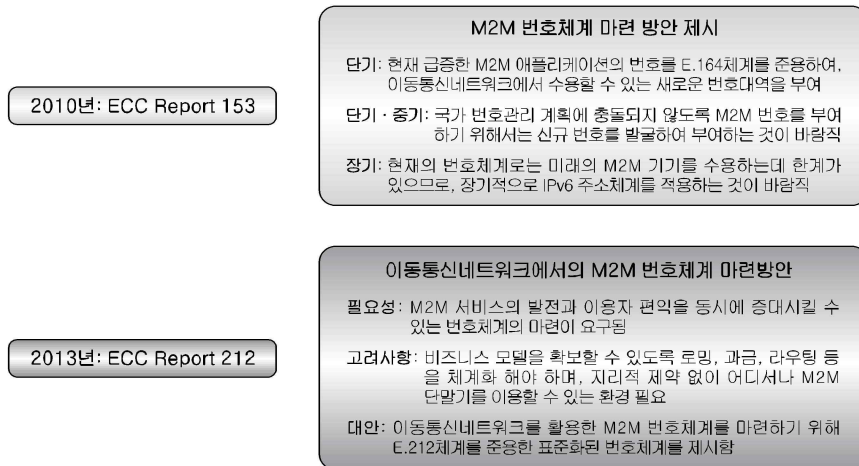 M2M 번호체계 마련 방안 제시
단기: 현재 급증한 M2M 애플리케이션의 번호를 E.164체계를 준용하여,
이동통신네트워크에서 수용할 수 있는 새로운 번호대역을 부여
2010년: ECC Report 153
단기·중기: 국가 번호관리 계획에 충돌되지 않도록 M2M 번호를 부여
하기 위해서는 신규 번호를 발굴하여 부여하는 것이 바람직
장기: 현재의 번호체계로는 미래의 M2M 기기를 수용하는데 한계가
있으므로, 장기적으로 IPv6 주소체계를 적용하는 것이 바람직
이동통신네트워크에서의 M2M 번호체계 마련방안
필요성: M2M 서비스의 발전과 이용자 편익을 동시에 증대시킬 수
있는 번호체계의 마련이 요구됨
2013년: ECC Report 212
고려사항: 비즈니스 모델을 확보할 수 있도록 로밍, 과금, 라우팅 등
을 체계화 해야 하며, 지리적 제약 없이 어디서나 M2M
단말기를 이용할 수 있는 환경 필요
대안: 이동통신네트워크를 활용한 M2M 번호체계를 마련하기 위해
E.212체계를 준용한 표준화된 번호체계를 제시함